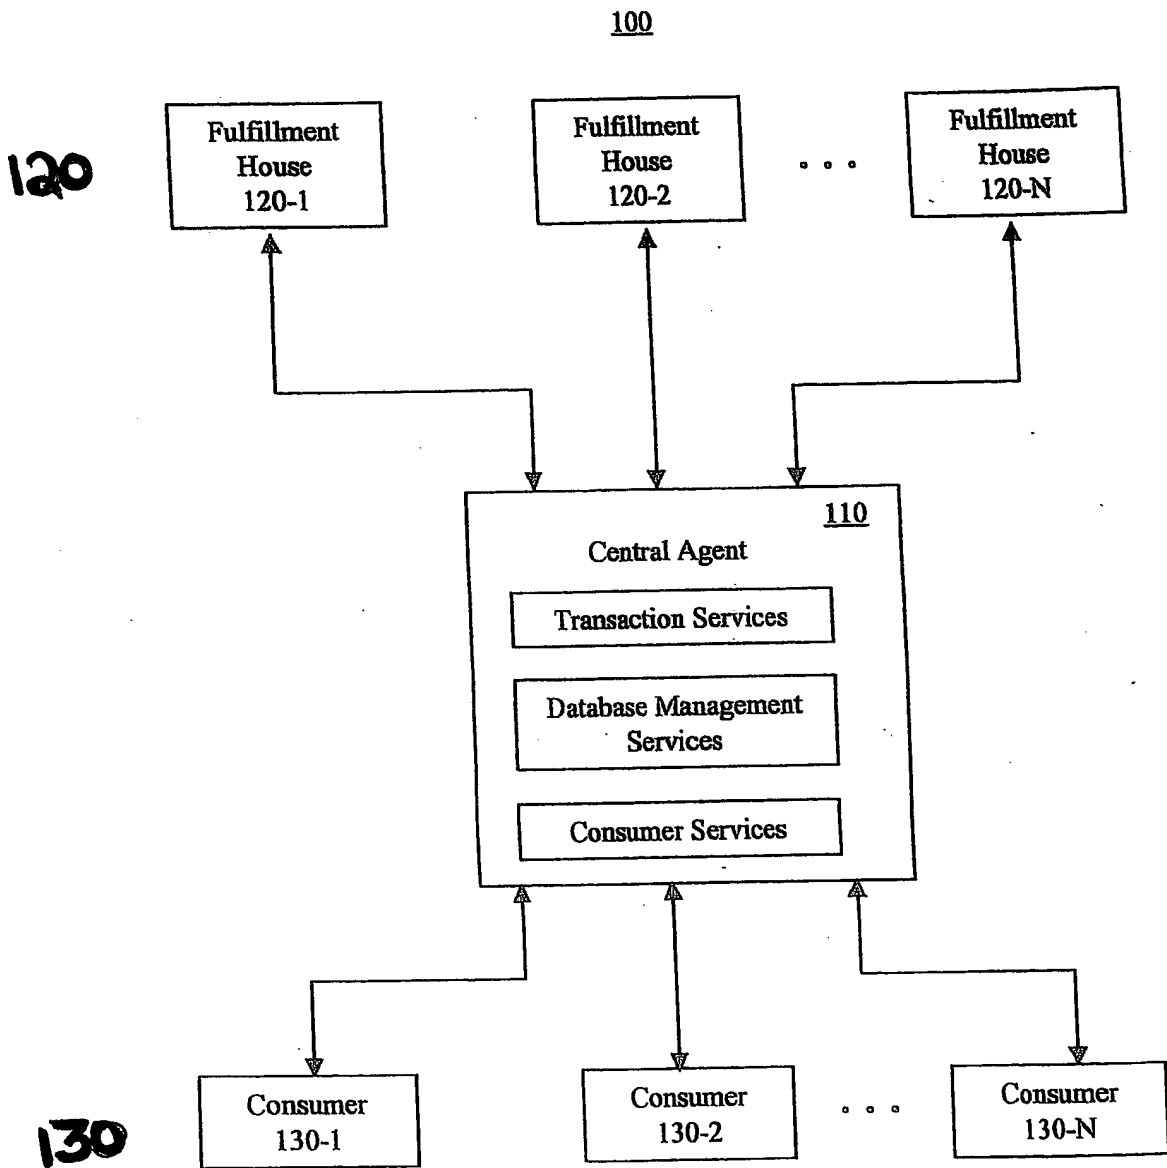 100
120
Fulfillment
House
120-1
Fulfillment
House
120-2
Fulfillment
House
120-N
110
Central Agent
Transaction Services
Database Management
Services
Consumer Services
130
Consumer
130-1
Consumer
130-2
Consumer
130-N